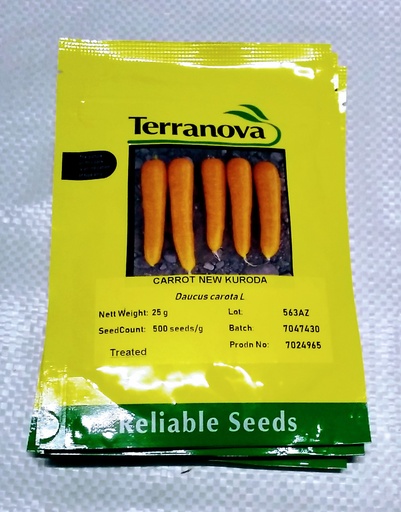 Terranova
CARROT NEW KURODA
Daucus carota L
Nett Weight: 25 g Lot: 563AZ
SeedCount: 500 seeds/g Batch: 7047430
Treated Prodn No: 7024965
Reliable Seeds